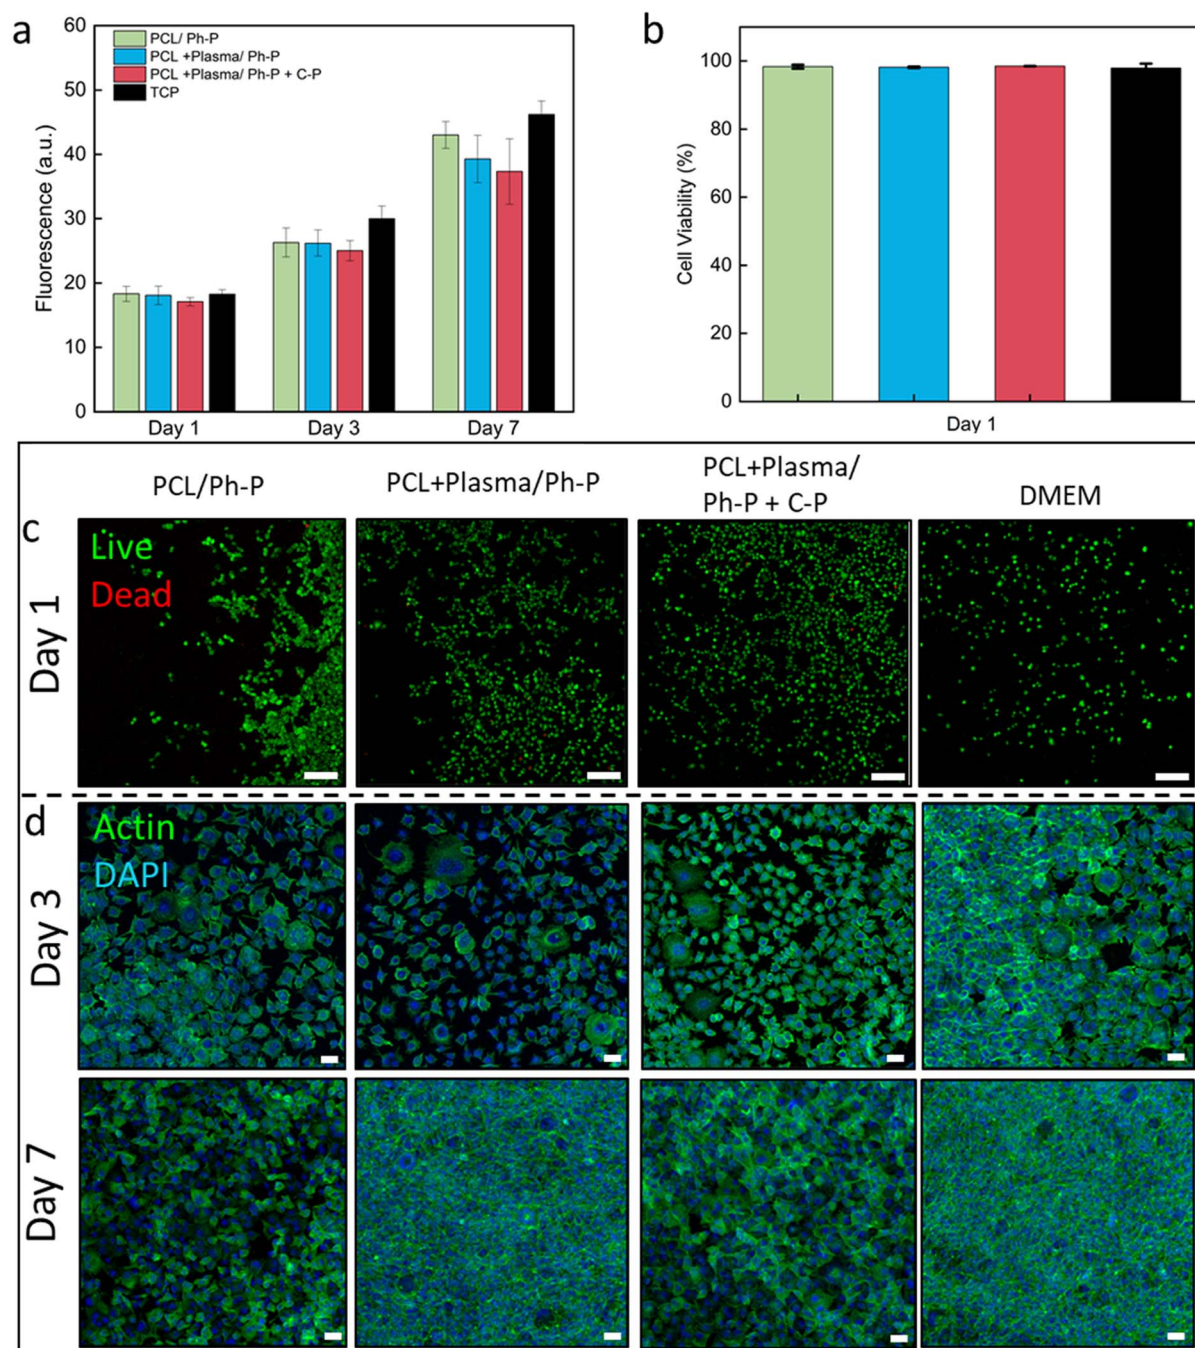 a
60
50
40
30
20
10
0
Fluorescence (a.u.)
PCL/ Ph-P
PCL +Plasma/ Ph-P
PCL +Plasma/ Ph-P + C-P
TCP
Day 1
Day 3
Day 7
b
100
80
60
40
20
0
Cell Viability (%)
Day 1
PCL/Ph-P
PCL+Plasma/Ph-P
PCL+Plasma/
Ph-P + C-P
DMEM
c
Live
Dead
Day 1
d
Actin
DAPI
Day 3
Day 7